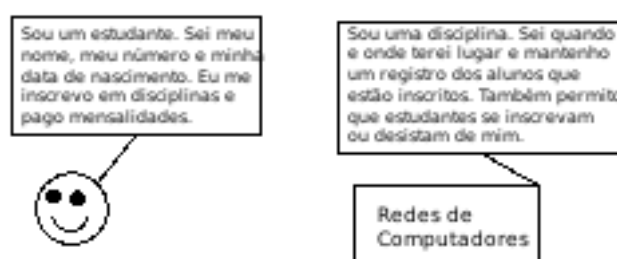 Sou um estudante. Sei meu
nome, meu número e minha
data de nascimento. Eu me
inscrevo em disciplinas e
pago mensalidades.
Sou uma disciplina. Sei quando
e onde terei lugar e mantenho
um registro dos alunos que
estão inscritos. Também permito
que estudantes se inscrevam
ou desistam de mim.
Redes de
Computadores